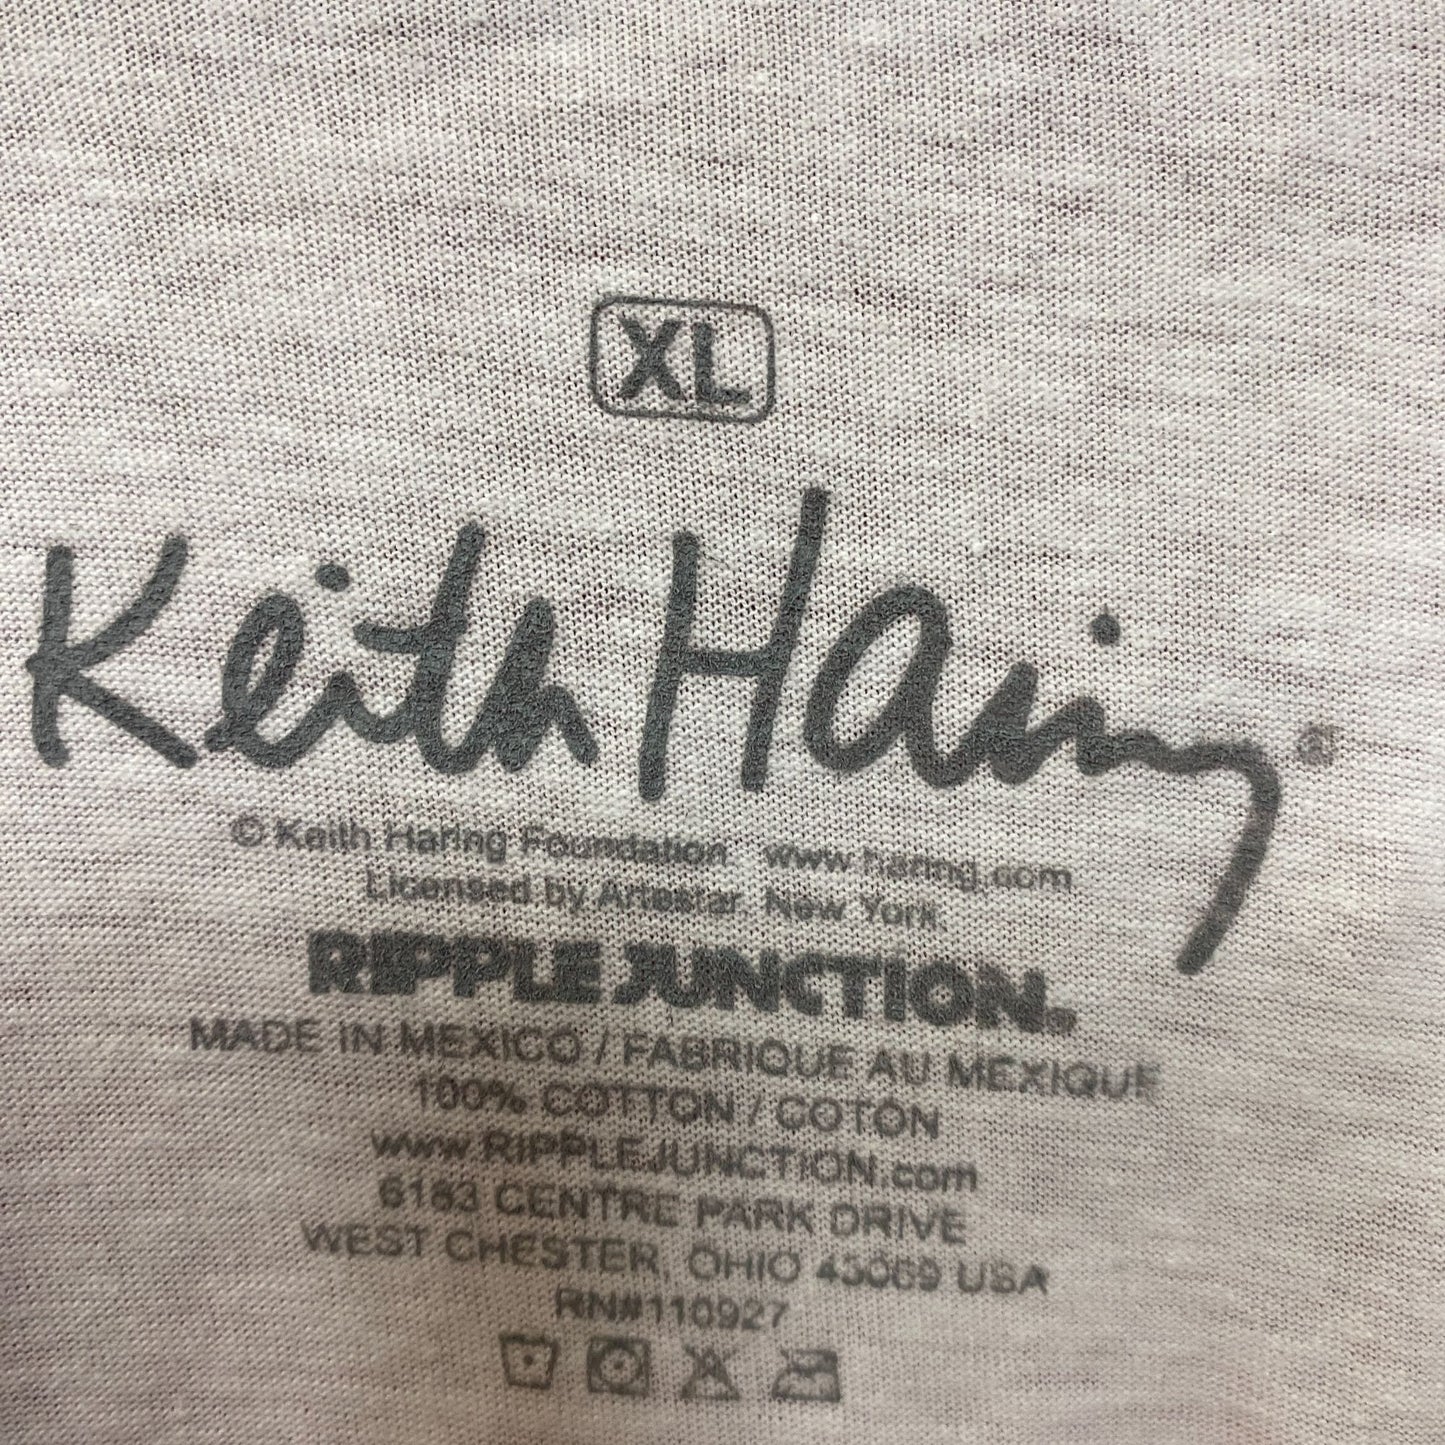 XL
Keith Haring®
© Keith Haring Foundation. www.haring.com
Licensed by Artestar, New York.
RIPPLE JUNCTION®
MADE IN MEXICO / FABRIQUE AU MEXIQUE
100% COTTON / COTON
www.RIPPLEJUNCTION.com
6183 CENTRE PARK DRIVE
WEST CHESTER, OHIO 45069 USA
RN#110927